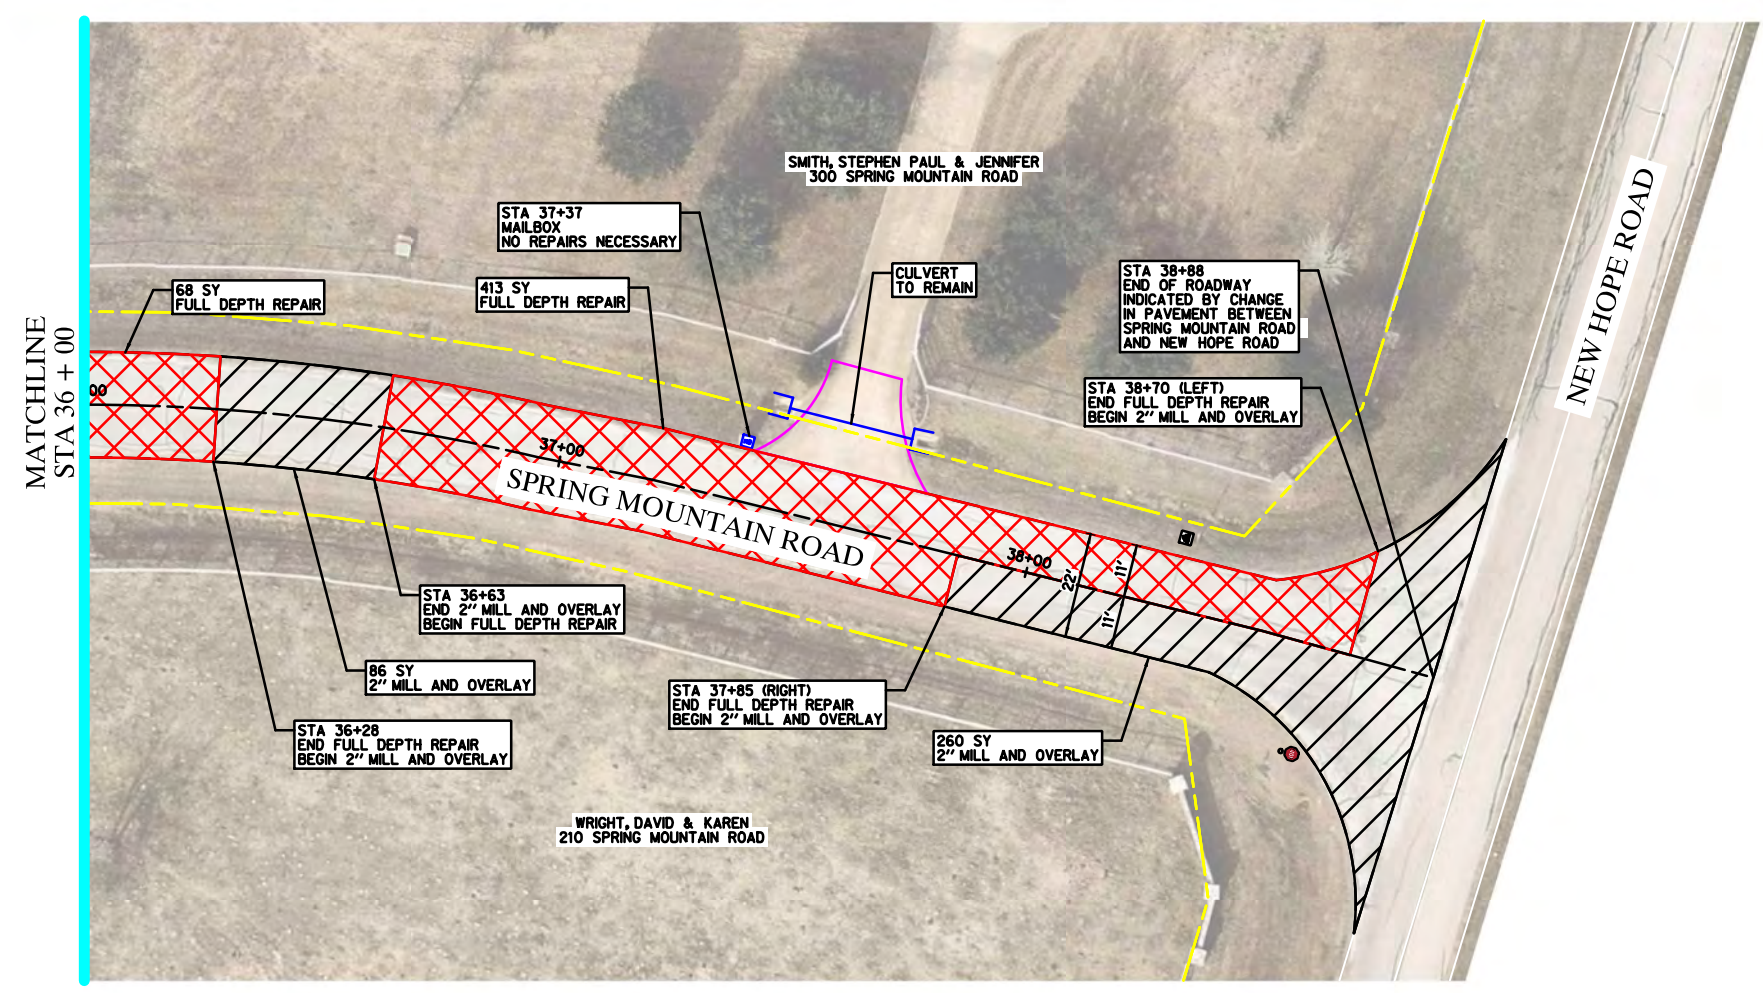 SMITH, STEPHEN PAUL & JENNIFER
300 SPRING MOUNTAIN ROAD
STA 37+37
MAILBOX
NO REPAIRS NECESSARY
CULVERT
TO REMAIN
STA 38+88
END OF ROADWAY
INDICATED BY CHANGE
IN PAVEMENT BETWEEN
SPRING MOUNTAIN ROAD
AND NEW HOPE ROAD
NEW HOPE ROAD
68 SY
FULL DEPTH REPAIR
413 SY
FULL DEPTH REPAIR
MATCHLINE
STA 36 + 00
00
STA 38+70 (LEFT)
END FULL DEPTH REPAIR
BEGIN 2" MILL AND OVERLAY
37+00
SPRING MOUNTAIN ROAD
38+00
22'
11'
11'
STA 36+63
END 2" MILL AND OVERLAY
BEGIN FULL DEPTH REPAIR
86 SY
2" MILL AND OVERLAY
STA 37+85 (RIGHT)
END FULL DEPTH REPAIR
BEGIN 2" MILL AND OVERLAY
STA 36+28
END FULL DEPTH REPAIR
BEGIN 2" MILL AND OVERLAY
260 SY
2" MILL AND OVERLAY
WRIGHT, DAVID & KAREN
210 SPRING MOUNTAIN ROAD